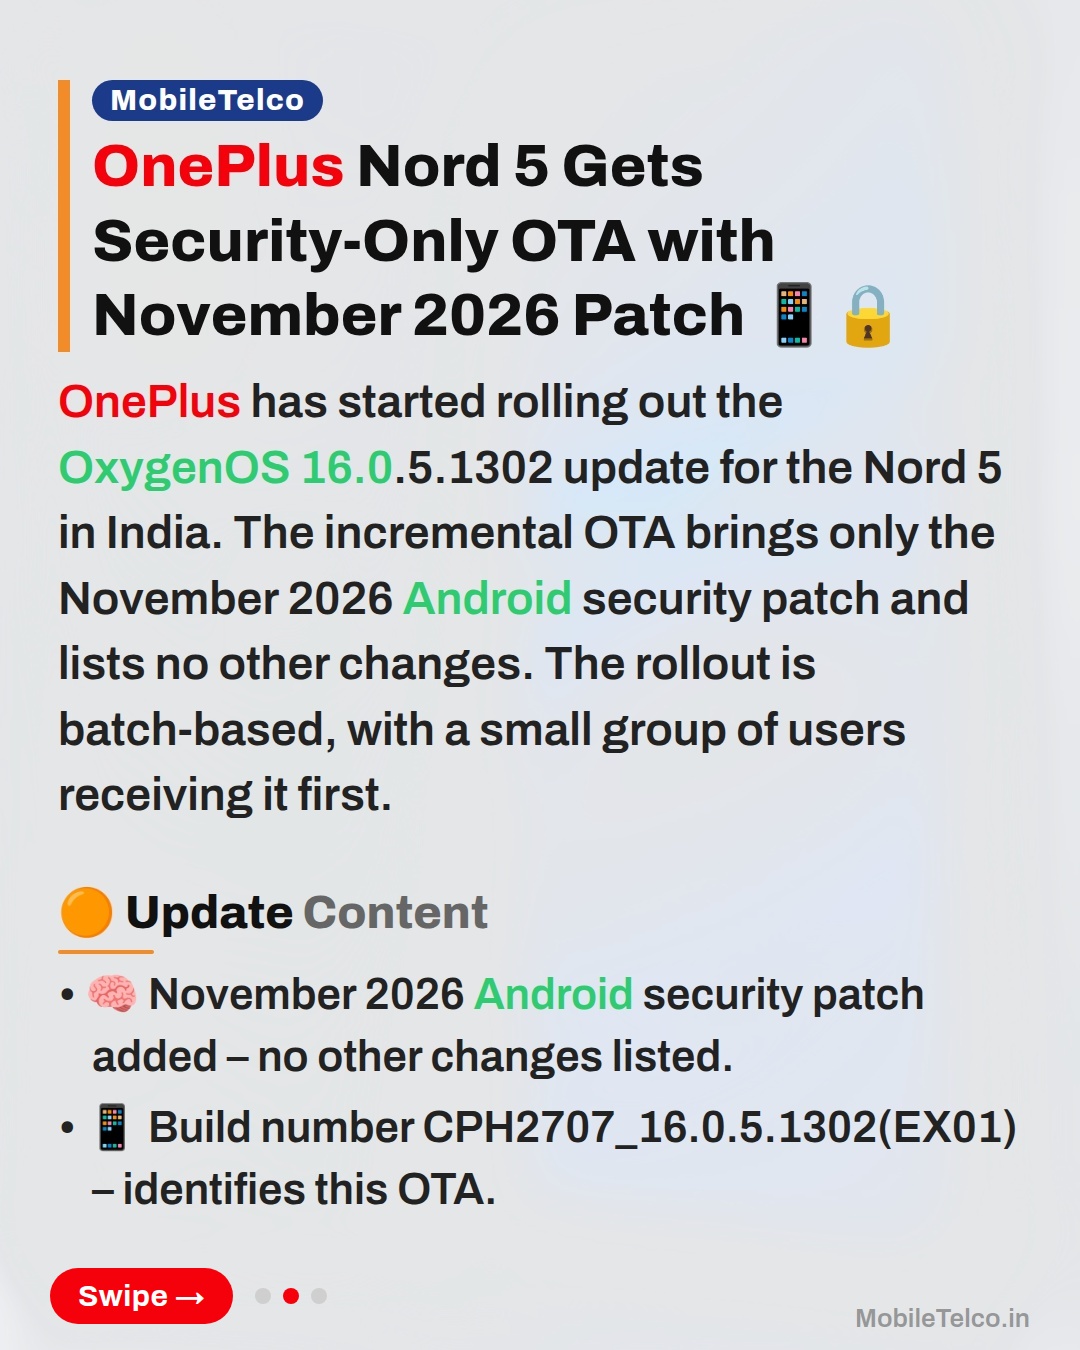 MobileTelco
OnePlus Nord 5 Gets
Security-Only OTA with
November 2026 Patch 📱 🔒
OnePlus has started rolling out the
OxygenOS 16.0.5.1302 update for the Nord 5
in India. The incremental OTA brings only the
November 2026 Android security patch and
lists no other changes. The rollout is
batch-based, with a small group of users
receiving it first.
🟠 Update Content
• 🧠 November 2026 Android security patch
added – no other changes listed.
• 📱 Build number CPH2707_16.0.5.1302(EX01)
– identifies this OTA.
Swipe →
MobileTelco.in